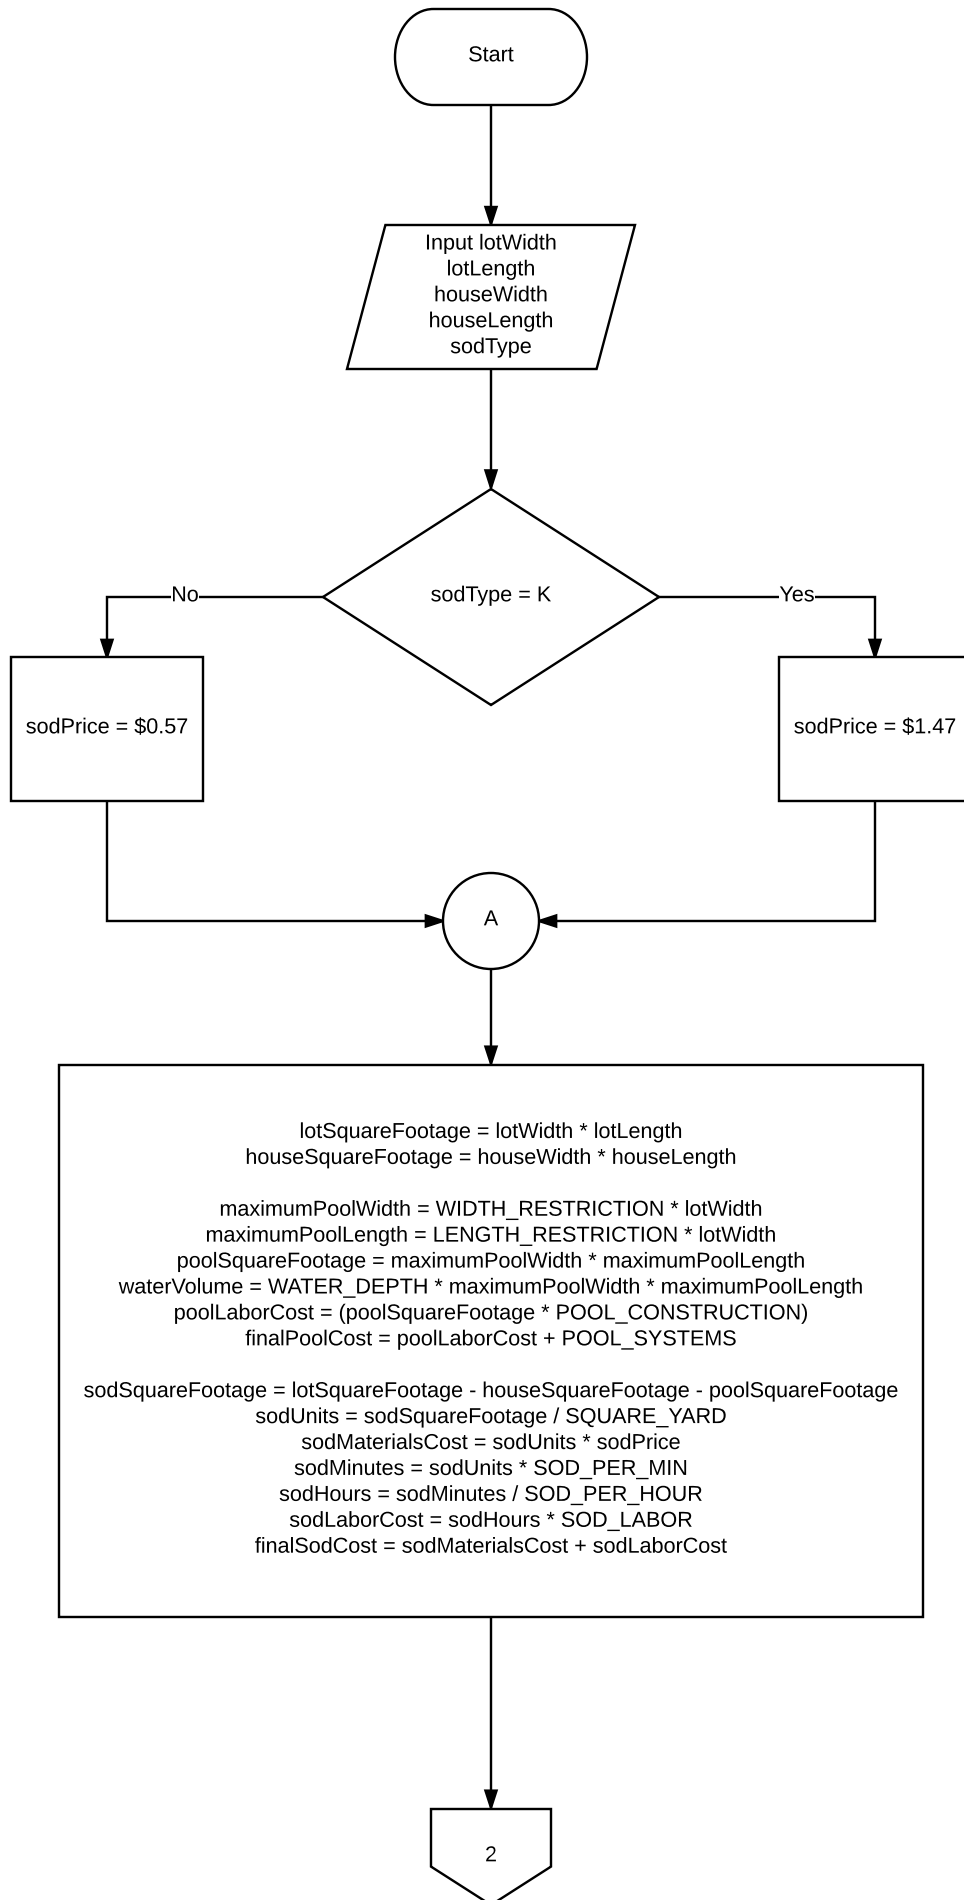 Start
Input lotWidth
lotLength
houseWidth
houseLength
sodType
sodType = K
No
Yes
sodPrice = $0.57
sodPrice = $1.47
A
lotSquareFootage = lotWidth * lotLength
houseSquareFootage = houseWidth * houseLength
maximumPoolWidth = WIDTH_RESTRICTION * lotWidth
maximumPoolLength = LENGTH_RESTRICTION * lotWidth
poolSquareFootage = maximumPoolWidth * maximumPoolLength
waterVolume = WATER_DEPTH * maximumPoolWidth * maximumPoolLength
poolLaborCost = (poolSquareFootage * POOL_CONSTRUCTION)
finalPoolCost = poolLaborCost + POOL_SYSTEMS
sodSquareFootage = lotSquareFootage - houseSquareFootage - poolSquareFootage
sodUnits = sodSquareFootage / SQUARE_YARD
sodMaterialsCost = sodUnits * sodPrice
sodMinutes = sodUnits * SOD_PER_MIN
sodHours = sodMinutes / SOD_PER_HOUR
sodLaborCost = sodHours * SOD_LABOR
finalSodCost = sodMaterialsCost + sodLaborCost
2